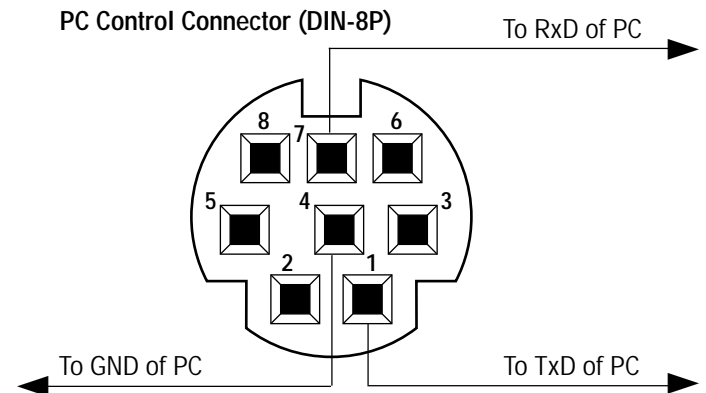 PC Control Connector (DIN-8P)
To RxD of PC
8 7 6
5 4 3
2 1
To GND of PC
To TxD of PC